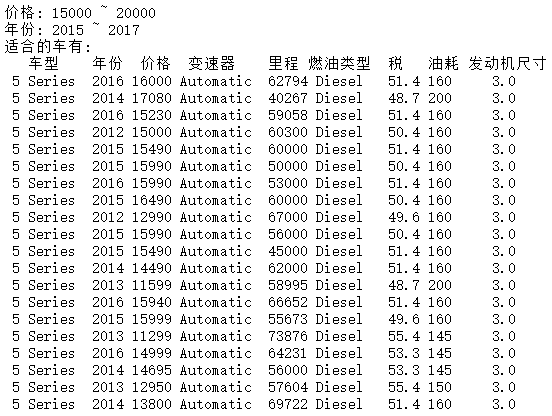 价格: 15000 ~ 20000
年份: 2015 ~ 2017
适合的车有:
车型 年份 价格 变速器 里程 燃油类型 税 油耗 发动机尺寸
5 Series 2016 16000 Automatic 62794 Diesel 51.4 160 3.0
5 Series 2014 17080 Automatic 40267 Diesel 48.7 200 3.0
5 Series 2016 15230 Automatic 59058 Diesel 51.4 160 3.0
5 Series 2012 15000 Automatic 60300 Diesel 50.4 160 3.0
5 Series 2015 15490 Automatic 60000 Diesel 51.4 160 3.0
5 Series 2015 15990 Automatic 50000 Diesel 50.4 160 3.0
5 Series 2016 15990 Automatic 53000 Diesel 51.4 160 3.0
5 Series 2015 16490 Automatic 60000 Diesel 50.4 160 3.0
5 Series 2012 12990 Automatic 67000 Diesel 49.6 160 3.0
5 Series 2015 15990 Automatic 56000 Diesel 50.4 160 3.0
5 Series 2015 15490 Automatic 45000 Diesel 51.4 160 3.0
5 Series 2014 14490 Automatic 62000 Diesel 51.4 160 3.0
5 Series 2013 11599 Automatic 58995 Diesel 48.7 200 3.0
5 Series 2016 15940 Automatic 66652 Diesel 51.4 160 3.0
5 Series 2015 15999 Automatic 55673 Diesel 49.6 160 3.0
5 Series 2013 11299 Automatic 73876 Diesel 55.4 145 3.0
5 Series 2016 14999 Automatic 64231 Diesel 53.3 145 3.0
5 Series 2014 14695 Automatic 56000 Diesel 53.3 145 3.0
5 Series 2013 12950 Automatic 57604 Diesel 55.4 150 3.0
5 Series 2014 13800 Automatic 69722 Diesel 51.4 160 3.0